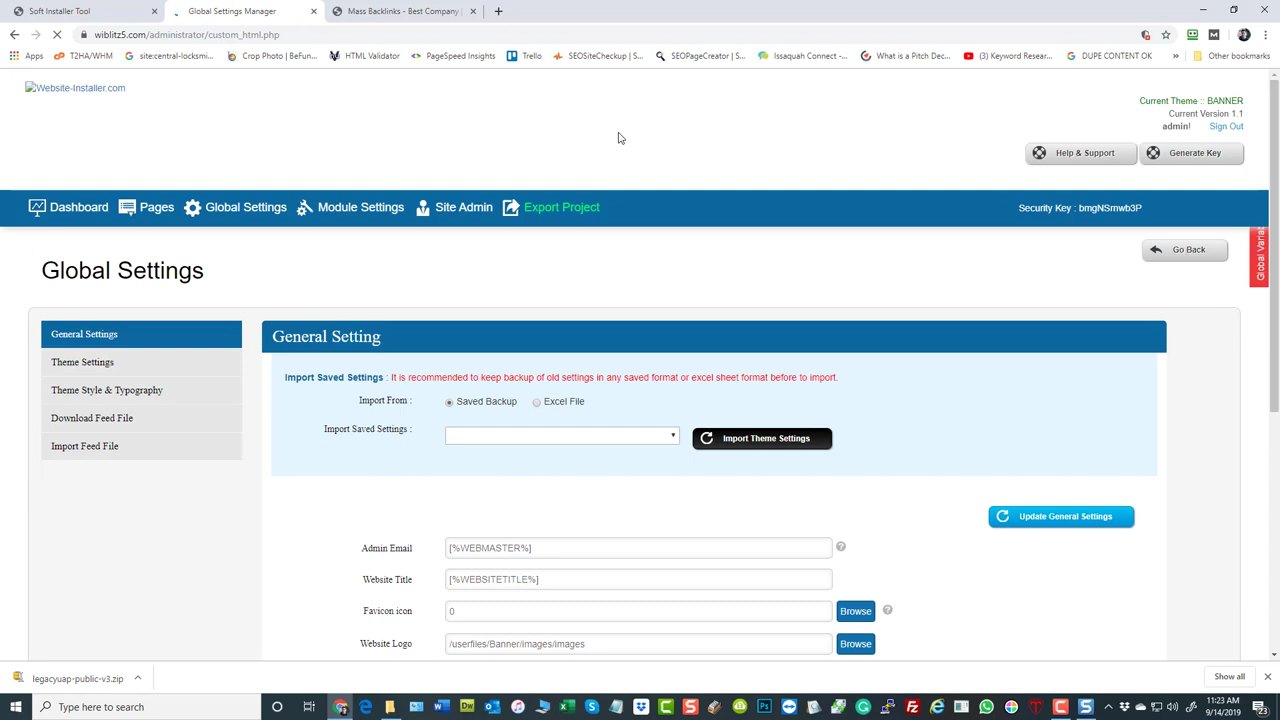 Soft Installer Tool
Global Settings Manager
Mass Backlinks - Best Company |
wiblitz5.com/administrator/custom_html.php
Apps
T2HA/WHM
site:central-locksmi...
Crop Photo | BeFun...
HTML Validator
PageSpeed Insights
Trello
SEOSiteCheckup | S...
SEOPageCreator | S...
Issaquah Connect -...
What is a Pitch Dec...
(3) Keyword Resear...
DUPE CONTENT OK
Other bookmarks
Website-Installer.com
Current Theme :: BANNER
Current Version 1.1
admin! Sign Out
Help & Support
Generate Key
Dashboard
Pages
Global Settings
Module Settings
Site Admin
Export Project
Security Key : bmgNSmwb3P
Go Back
Global Settings
General Settings
Theme Settings
Theme Style & Typography
Download Feed File
Import Feed File
General Setting
Import Saved Settings : It is recommended to keep backup of old settings in any saved format or excel sheet format before to import.
Import From : Saved Backup Excel File
Import Saved Settings :
Import Theme Settings
Update General Settings
Admin Email [%WEBMASTER%]
Website Title [%WEBSITETITLE%]
Favicon icon 0 Browse
Website Logo /userfiles/Banner/images/images Browse
legacyuap-public-v3.zip
Show all
Type here to search
11:23 AM
9/14/2019